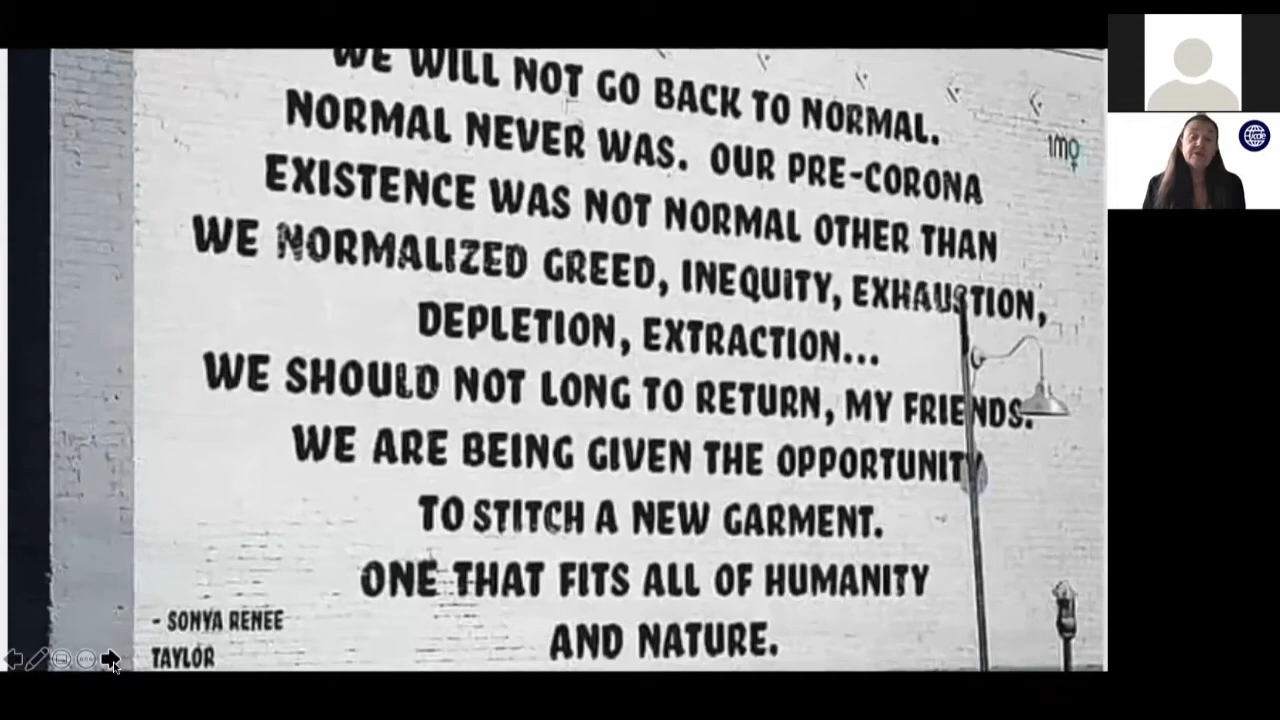 WE WILL NOT GO BACK TO NORMAL.
NORMAL NEVER WAS. OUR PRE-CORONA
EXISTENCE WAS NOT NORMAL OTHER THAN
WE NORMALIZED GREED, INEQUITY, EXHAUSTION,
DEPLETION, EXTRACTION...
WE SHOULD NOT LONG TO RETURN, MY FRIENDS.
WE ARE BEING GIVEN THE OPPORTUNITY
TO STITCH A NEW GARMENT.
ONE THAT FITS ALL OF HUMANITY
AND NATURE.
- SONYA RENEE
TAYLOR
1MO
icde